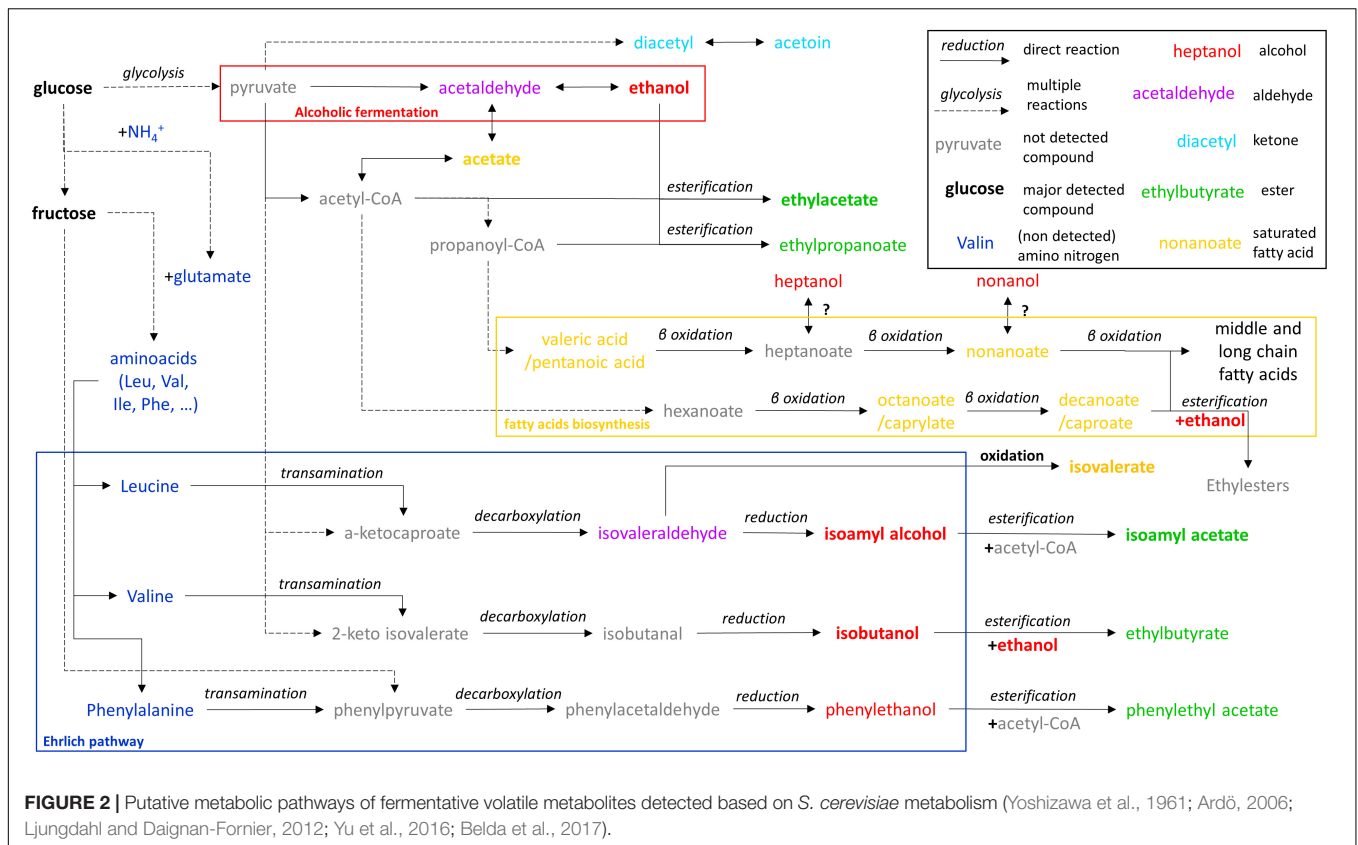 diacetyl
acetoin
glucose
glycolysis
pyruvate
acetaldehyde
ethanol
Alcoholic fermentation
+NH₄⁺
acetate
acetyl-CoA
esterification
ethylacetate
fructose
propanoyl-CoA
esterification
ethylpropanoate
+glutamate
reduction
direct reaction
heptanol
alcohol
glycolysis
multiple
reactions
acetaldehyde
aldehyde
pyruvate
not detected
compound
diacetyl
ketone
glucose
major detected
compound
ethylbutyrate
ester
Valin
(non detected)
amino nitrogen
nonanoate
saturated
fatty acid
heptanol
nonanol
?
?
valeric acid
/pentanoic acid
β oxidation
heptanoate
β oxidation
nonanoate
β oxidation
middle and
long chain
fatty acids
aminoacids
(Leu, Val,
Ile, Phe, ...)
hexanoate
β oxidation
octanoate
/caprylate
β oxidation
decanoate
/caproate
esterification
+ethanol
fatty acids biosynthesis
oxidation
isovalerate
Ethylesters
Leucine
transamination
a-ketocaproate
decarboxylation
isovaleraldehyde
reduction
isoamyl alcohol
esterification
+acetyl-CoA
isoamyl acetate
Valine
transamination
2-keto isovalerate
decarboxylation
isobutanal
reduction
isobutanol
esterification
+ethanol
ethylbutyrate
Phenylalanine
transamination
phenylpyruvate
decarboxylation
phenylacetaldehyde
reduction
phenylethanol
esterification
+acetyl-CoA
phenylethyl acetate
Ehrlich pathway
FIGURE 2 | Putative metabolic pathways of fermentative volatile metabolites detected based on S. cerevisiae metabolism (Yoshizawa et al., 1961; Ardö, 2006;
Ljungdahl and Daignan-Fornier, 2012; Yu et al., 2016; Belda et al., 2017).